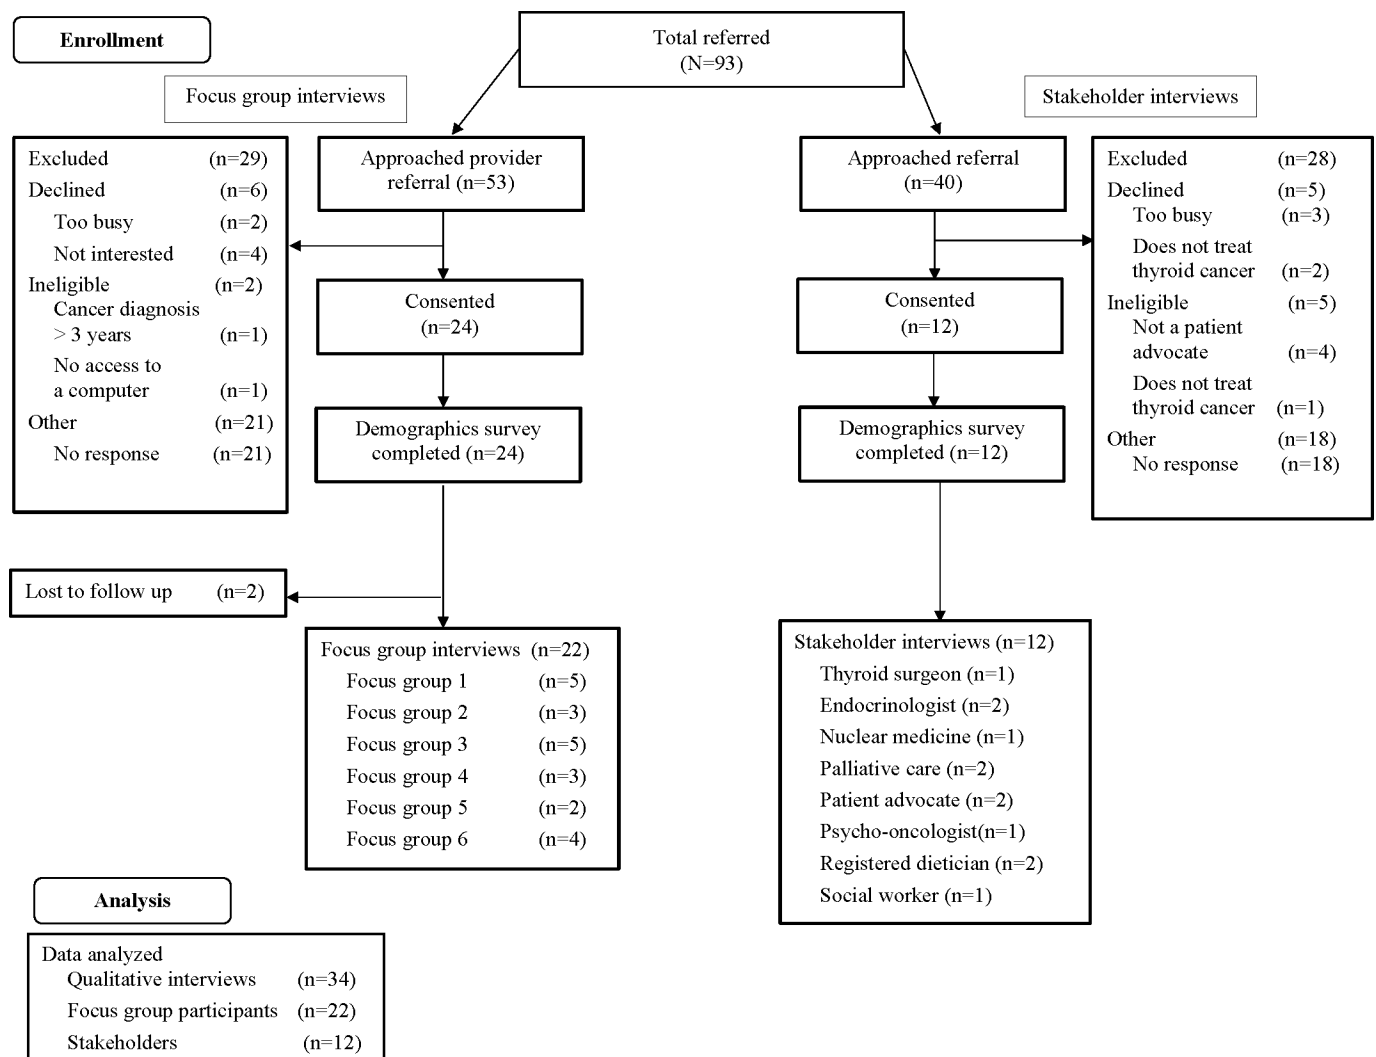 Enrollment
Total referred
(N=93)
Focus group interviews
Stakeholder interviews
Excluded (n=29)
Declined (n=6)
Too busy (n=2)
Not interested (n=4)
Ineligible (n=2)
Cancer diagnosis
> 3 years (n=1)
No access to
a computer (n=1)
Other (n=21)
No response (n=21)
Approached provider
referral (n=53)
Consented
(n=24)
Demographics survey
completed (n=24)
Lost to follow up (n=2)
Focus group interviews (n=22)
Focus group 1 (n=5)
Focus group 2 (n=3)
Focus group 3 (n=5)
Focus group 4 (n=3)
Focus group 5 (n=2)
Focus group 6 (n=4)
Approached referral
(n=40)
Consented
(n=12)
Demographics survey
completed (n=12)
Excluded (n=28)
Declined (n=5)
Too busy (n=3)
Does not treat
thyroid cancer (n=2)
Ineligible (n=5)
Not a patient
advocate (n=4)
Does not treat
thyroid cancer (n=1)
Other (n=18)
No response (n=18)
Stakeholder interviews (n=12)
Thyroid surgeon (n=1)
Endocrinologist (n=2)
Nuclear medicine (n=1)
Palliative care (n=2)
Patient advocate (n=2)
Psycho-oncologist(n=1)
Registered dietician (n=2)
Social worker (n=1)
Analysis
Data analyzed
Qualitative interviews (n=34)
Focus group participants (n=22)
Stakeholders (n=12)